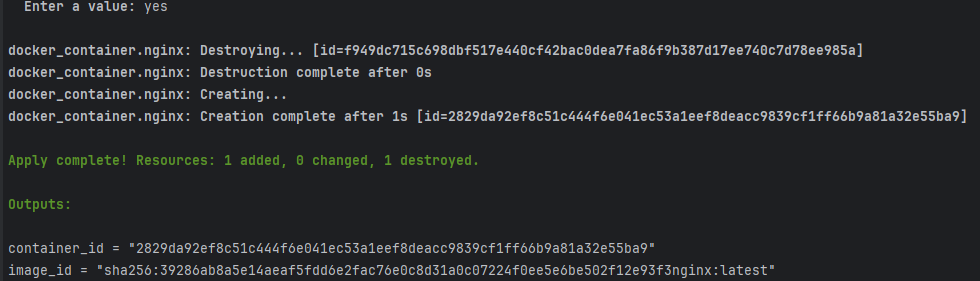 Enter a value: yes
docker_container.nginx: Destroying... [id=f949dc715c698dbf517e440cf42bac0dea7fa86f9b387d17ee740c7d78ee985a]
docker_container.nginx: Destruction complete after 0s
docker_container.nginx: Creating...
docker_container.nginx: Creation complete after 1s [id=2829da92ef8c51c444f6e041ec53a1eef8deacc9839cf1ff66b9a81a32e55ba9]
Apply complete! Resources: 1 added, 0 changed, 1 destroyed.
Outputs:
container_id = "2829da92ef8c51c444f6e041ec53a1eef8deacc9839cf1ff66b9a81a32e55ba9"
image_id = "sha256:39286ab8a5e14aeaf5fdd6e2fac76e0c8d31a0c07224f0ee5e6be502f12e93f3nginx:latest"